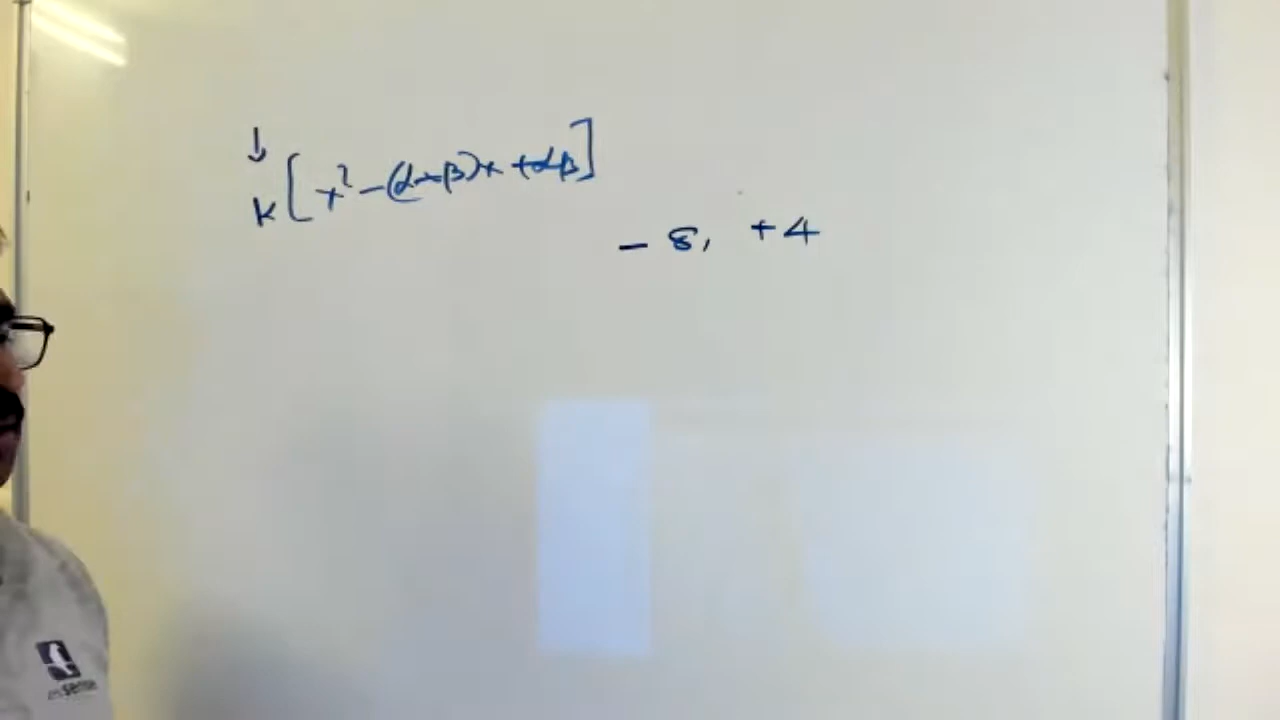 ↓
k[x² -(α+β)x +αβ]
- 8, +4